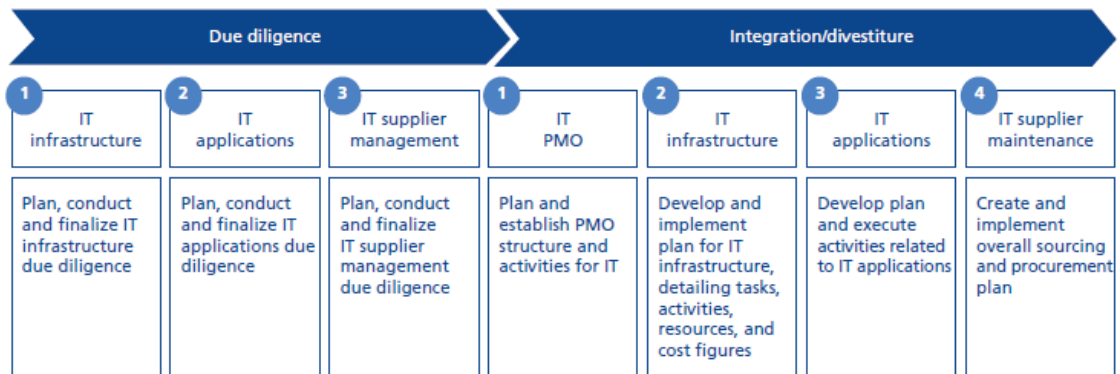 Due diligence
Integration/divestiture
1
IT
infrastructure
2
IT
applications
3
IT supplier
management
1
IT
PMO
2
IT
infrastructure
3
IT
applications
4
IT supplier
maintenance
Plan, conduct
and finalize IT
infrastructure
due diligence
Plan, conduct
and finalize IT
applications due
diligence
Plan, conduct
and finalize
IT supplier
management
due diligence
Plan and
establish PMO
structure and
activities for IT
Develop and
implement
plan for IT
infrastructure,
detailing tasks,
activities,
resources, and
cost figures
Develop plan
and execute
activities related
to IT applications
Create and
implement
overall sourcing
and procurement
plan